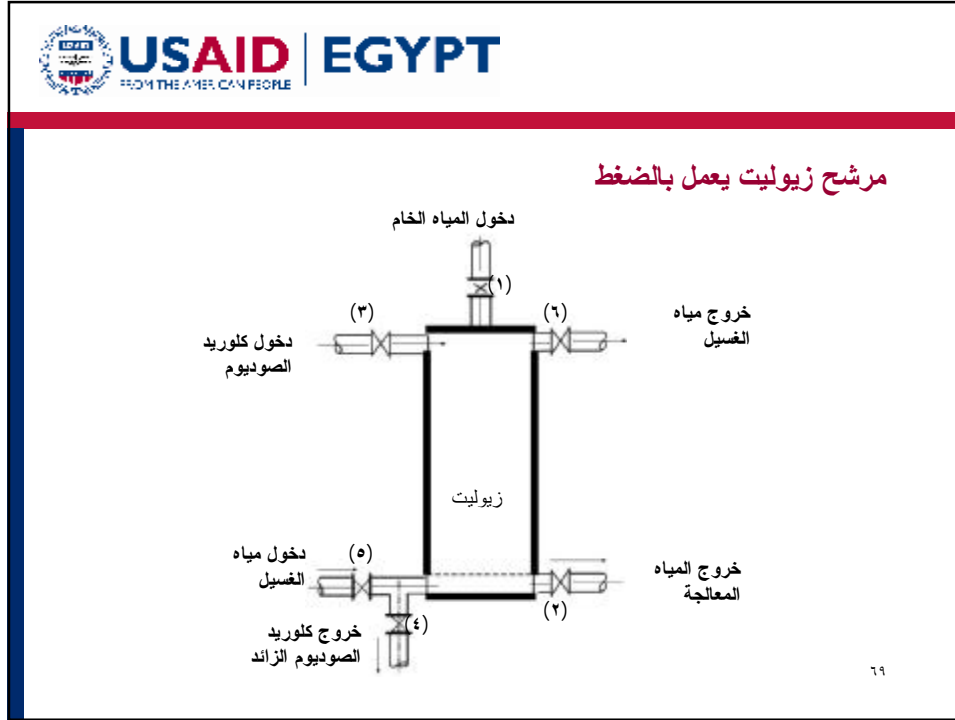 USAID | EGYPT
FROM THE AMERICAN PEOPLE
مرشح زيوليت يعمل بالضغط
دخول المياه الخام
(١)
(٣)
(٦)
خروج مياه
الغسيل
دخول كلوريد
الصوديوم
زيوليت
دخول مياه
الغسيل
(٥)
خروج المياه
المعالجة
(٢)
(٤)
خروج كلوريد
الصوديوم الزائد
٦٩